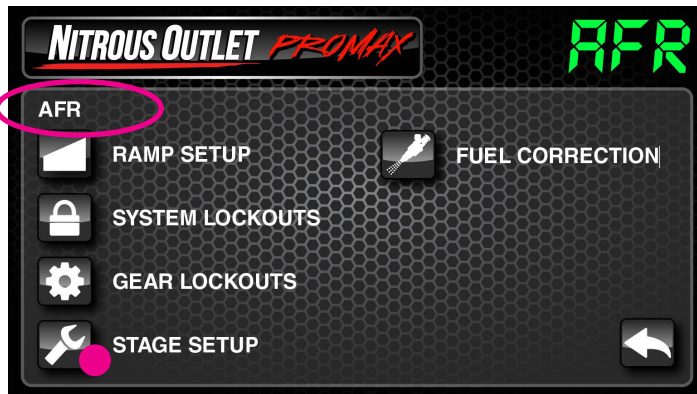 NITROUS OUTLET PROMAX
AFR
AFR
RAMP SETUP
FUEL CORRECTION
SYSTEM LOCKOUTS
GEAR LOCKOUTS
STAGE SETUP